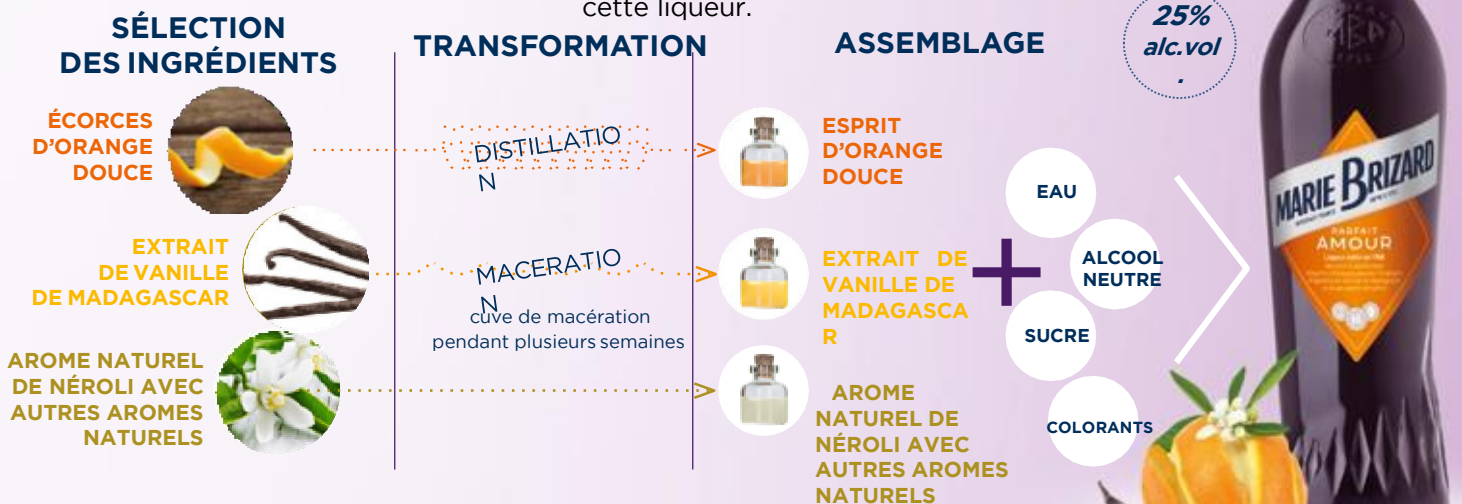 cette liqueur.
SÉLECTION
DES INGRÉDIENTS
TRANSFORMATION
ASSEMBLAGE
25%
alc.vol
.
ÉCORCES
D'ORANGE
DOUCE
DISTILLATIO
N
ESPRIT
D'ORANGE
DOUCE
EXTRAIT
DE VANILLE
DE MADAGASCAR
MACERATIO
N
cuve de macération
pendant plusieurs semaines
EXTRAIT DE
VANILLE DE
MADAGASCA
R
AROME NATUREL
DE NÉROLI AVEC
AUTRES AROMES
NATURELS
AROME
NATUREL DE
NÉROLI AVEC
AUTRES AROMES
NATURELS
+
EAU
ALCOOL
NEUTRE
SUCRE
COLORANTS
MARIE BRIZARD
PARFAIT
AMOUR